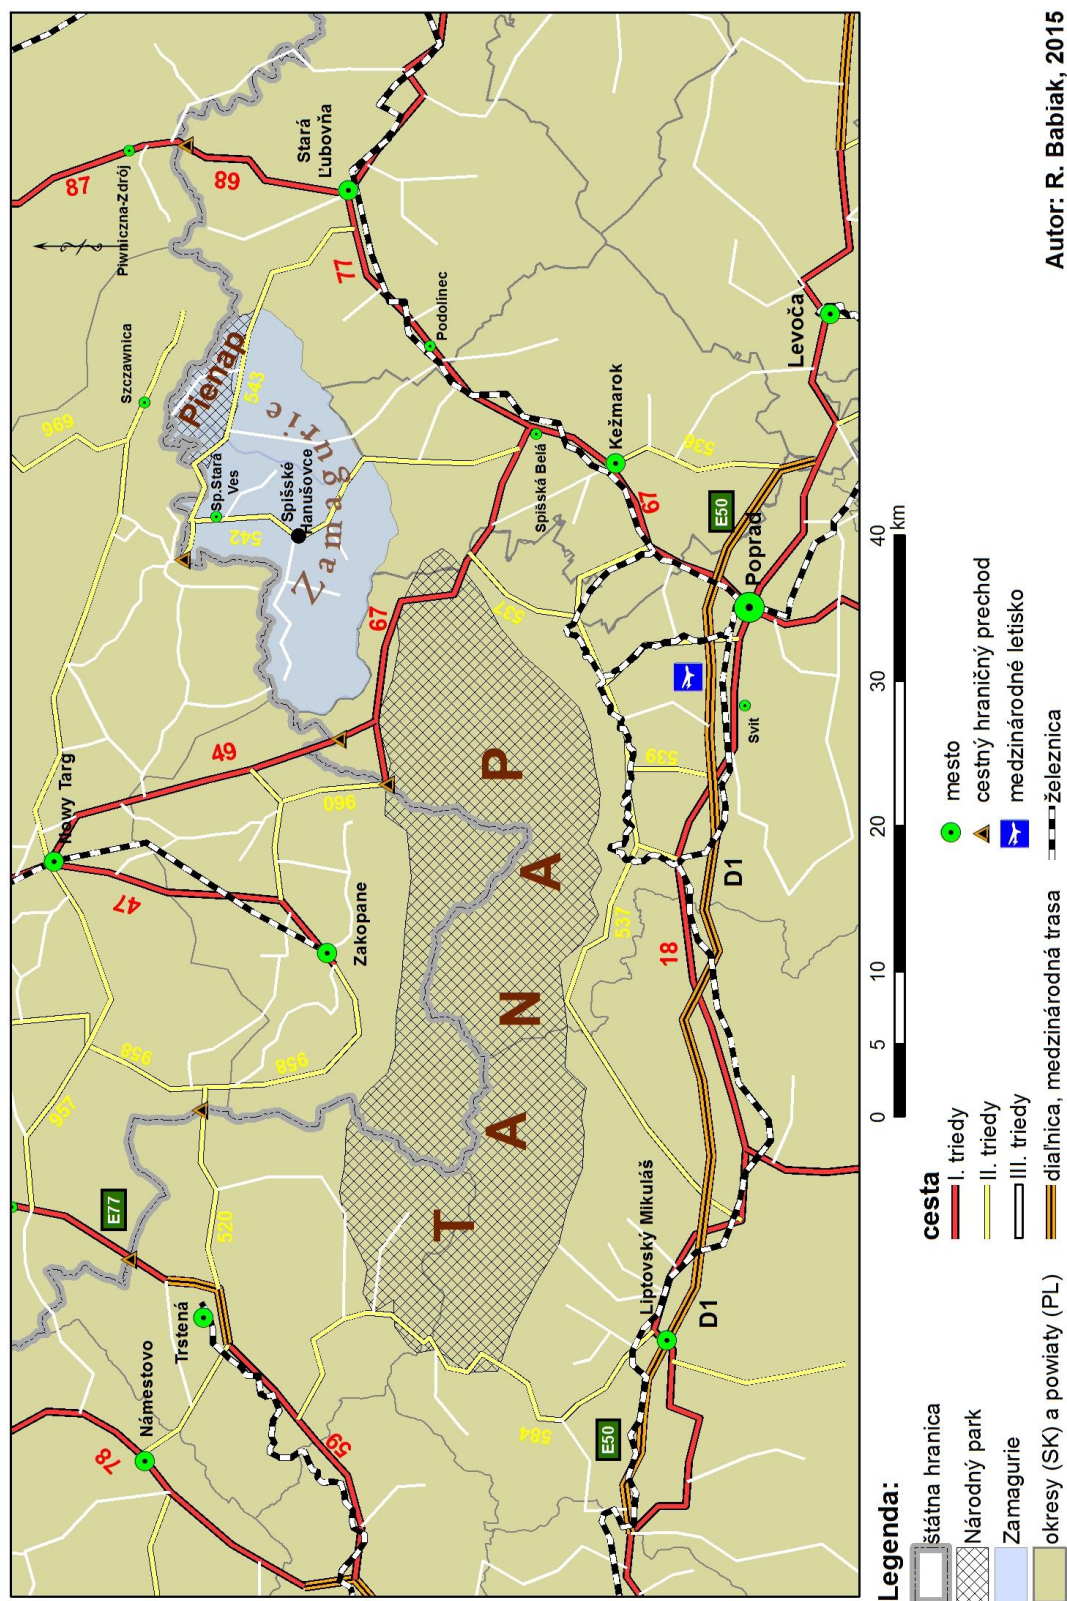 Námestovo
Trstená
Nowy Targ
Zakopane
Szczawnica
Piwniczna-Zdrój
Stará
Ľubovňa
Podolínec
Sp.Stará
Ves
Spišské
Hanušovce
Zamagurie
Pienap
TANAP
Spišská Belá
Kežmarok
Poprad
Svit
Levoča
Liptovský Mikuláš
E77
E50
E50
D1
D1
78
59
520
957
958
958
47
49
960
969
87
68
77
543
542
67
67
536
537
537
539
18
584
Legenda:
štátna hranica
Národný park
Zamagurie
okresy (SK) a powiaty (PL)
cesta
I. triedy
II. triedy
III. triedy
diaľnica, medzinárodná trasa
mesto
cestný hraničný prechod
medzinárodné letisko
železnica
0 5 10 20 30 40
km
Autor: R. Babiak, 2015